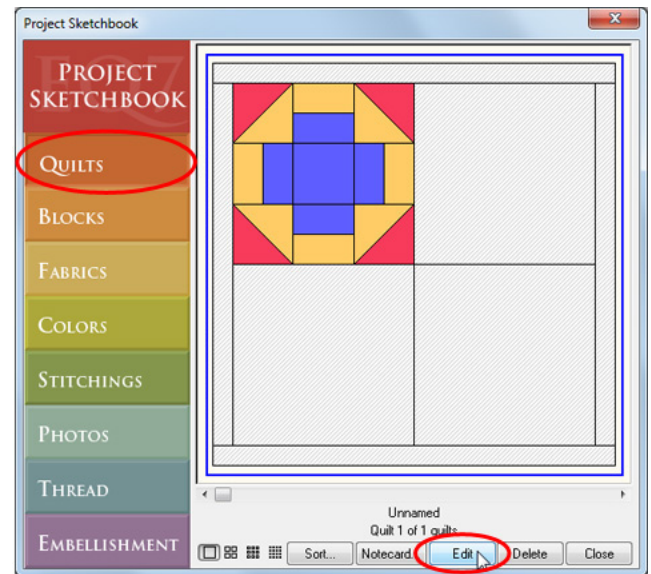 Project Sketchbook
PROJECT
SKETCHBOOK
QUILTS
BLOCKS
FABRICS
COLORS
STITCHINGS
PHOTOS
THREAD
EMBELLISHMENT
Unnamed
Quilt 1 of 1 quilts
Sort... Notecard. Edit Delete Close